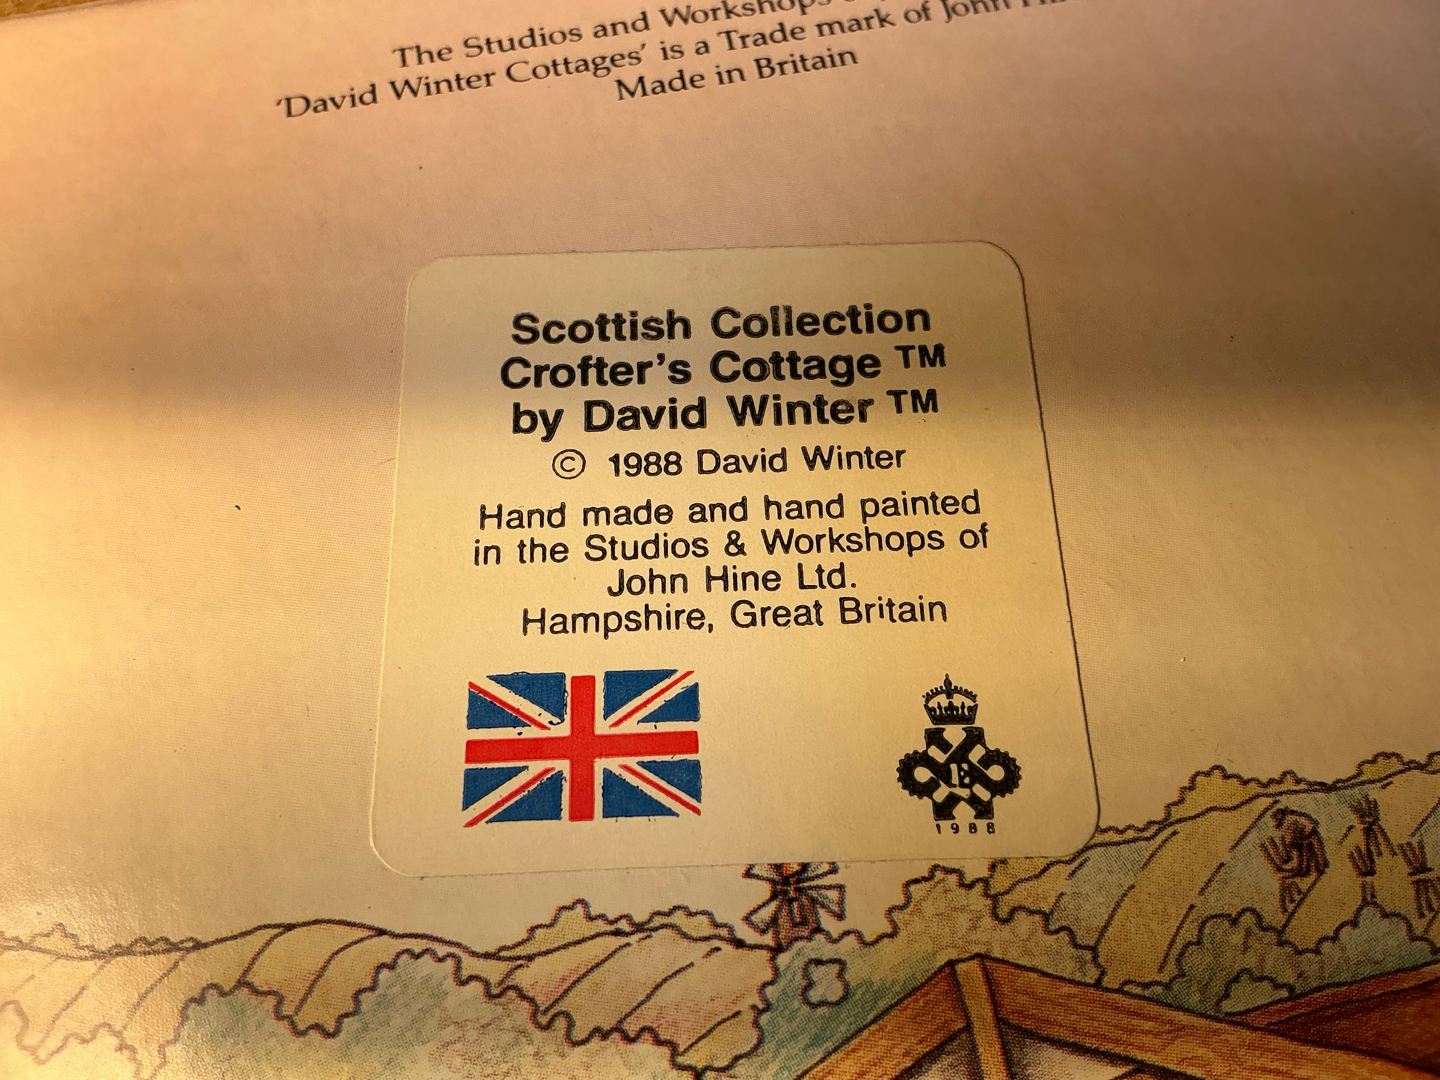 The Studios and Workshops
'David Winter Cottages' is a Trade mark of John
Made in Britain
Scottish Collection
Crofter's Cottage ™
by David Winter ™
© 1988 David Winter
Hand made and hand painted
in the Studios & Workshops of
John Hine Ltd.
Hampshire, Great Britain
1988